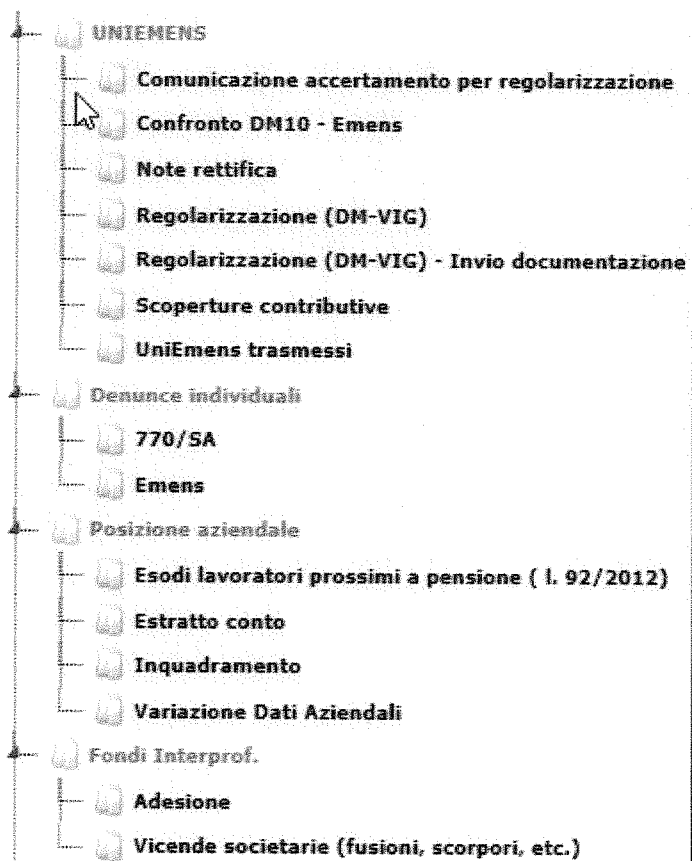 UNIEMENS
Comunicazione accertamento per regolarizzazione
Confronto DM10 - Emens
Note rettifica
Regolarizzazione (DM-VIG)
Regolarizzazione (DM-VIG) - Invio documentazione
Scoperture contributive
UniEmens trasmessi
Denunce individuali
770/SA
Emens
Posizione aziendale
Esodi lavoratori prossimi a pensione ( l. 92/2012)
Estratto conto
Inquadramento
Variazione Dati Aziendali
Fondi Interprof.
Adesione
Vicende societarie (fusioni, scorpori, etc.)